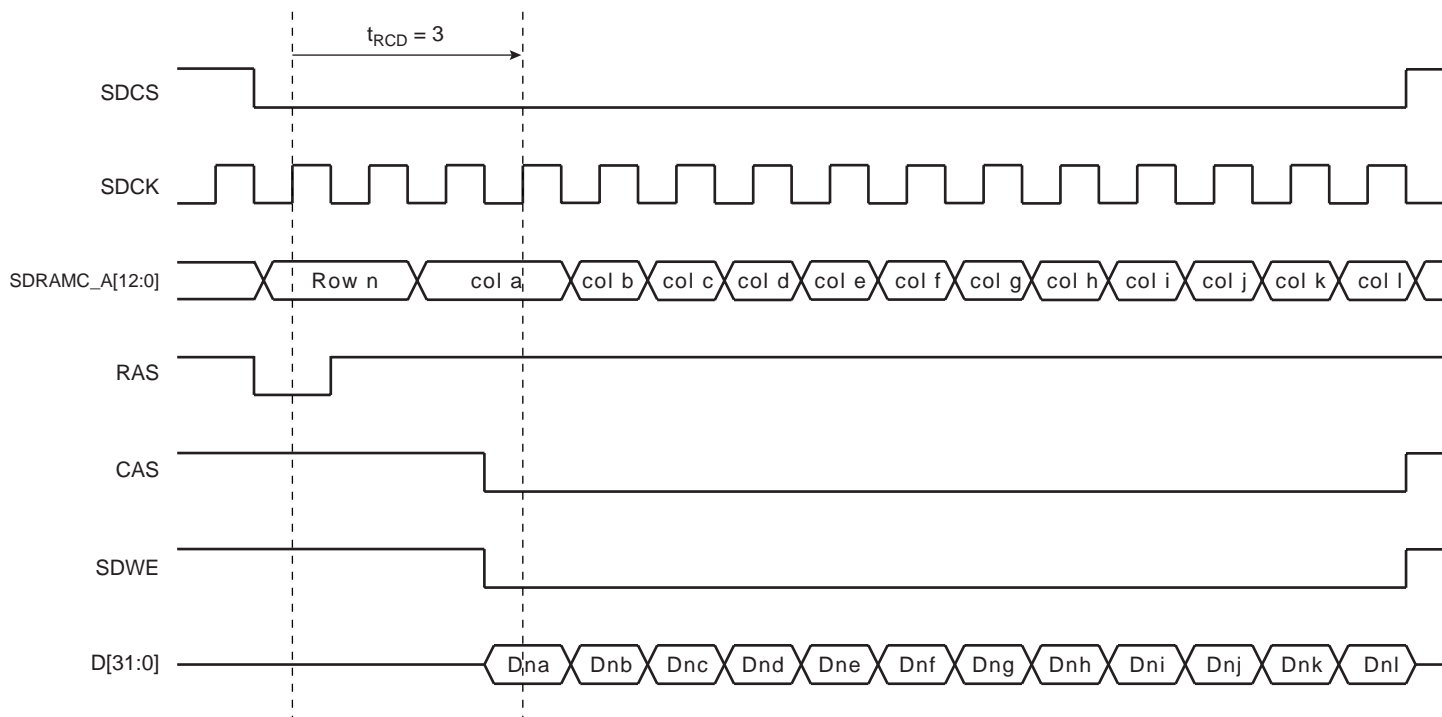 tRCD = 3
SDCS
SDCK
SDRAMC_A[12:0] Row n col a col b col c col d col e col f col g col h col i col j col k col l
RAS
CAS
SDWE
D[31:0] Dna Dnb Dnc Dnd Dne Dnf Dng Dnh Dni Dnj Dnk Dnl